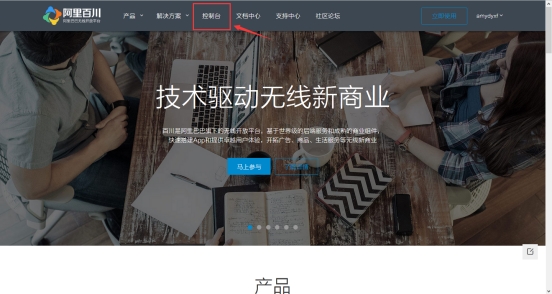 阿里百川
阿里巴巴无线开放平台
产品
解决方案
控制台
文档中心
支持中心
社区论坛
立即使用
amydyxf
技术驱动无线新商业
百川是阿里巴巴旗下的无线开放平台，基于世界级的后端服务和成熟的商业组件，
快速搭建App和提供卓越用户体验，开拓广告、商品、生活服务等无线新商业
马上参与
产品